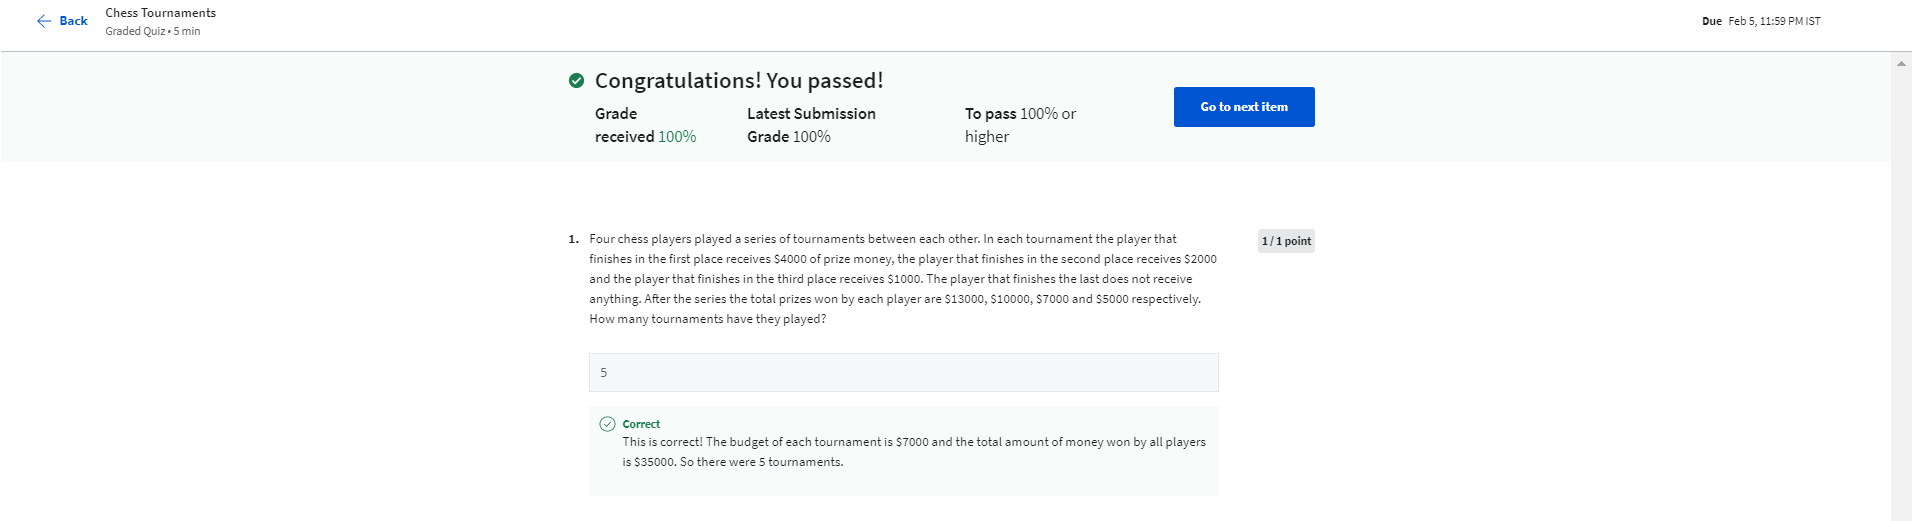 Back
Chess Tournaments
Graded Quiz • 5 min
Due Feb 5, 11:59 PM IST
Congratulations! You passed!
Grade received 100%
Latest Submission Grade 100%
To pass 100% or higher
Go to next item
1. Four chess players played a series of tournaments between each other. In each tournament the player that
finishes in the first place receives $4000 of prize money, the player that finishes in the second place receives $2000
and the player that finishes in the third place receives $1000. The player that finishes the last does not receive
anything. After the series the total prizes won by each player are $13000, $10000, $7000 and $5000 respectively.
How many tournaments have they played?
1 / 1 point
5
Correct
This is correct! The budget of each tournament is $7000 and the total amount of money won by all players
is $35000. So there were 5 tournaments.